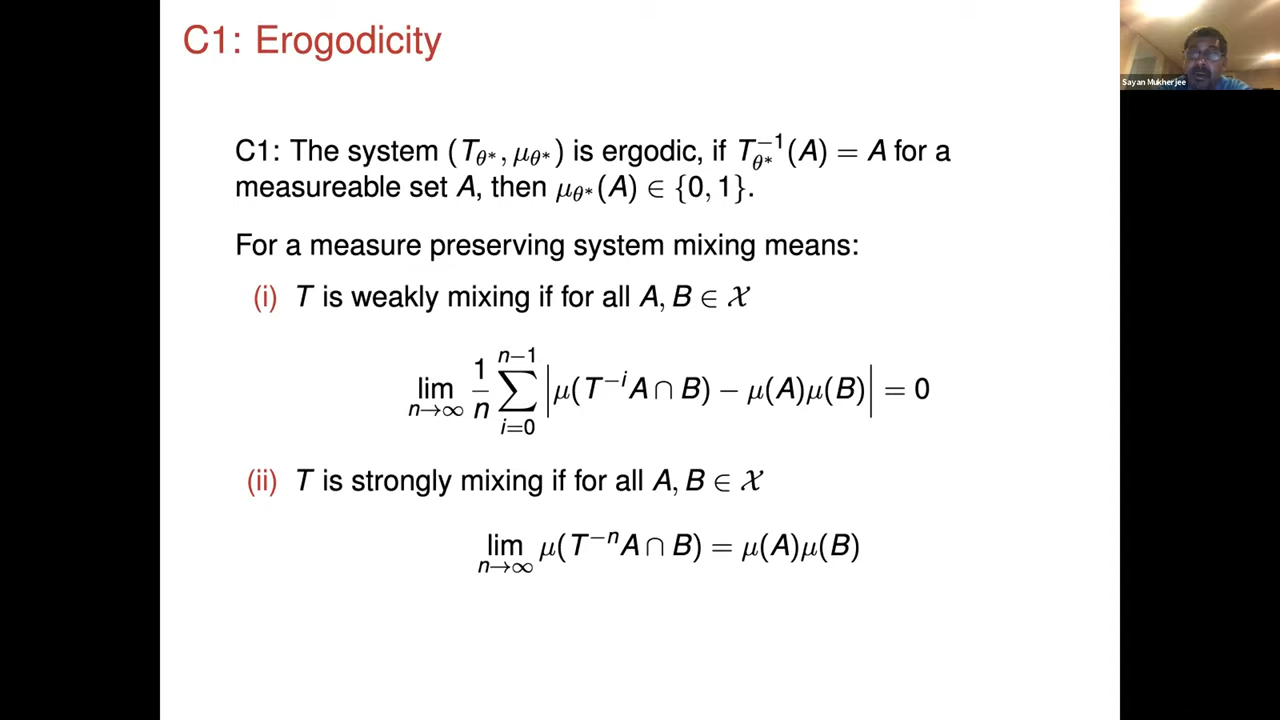 C1: Erogodicity
Sayan Mukherjee
C1: The system (T_{θ*}, μ_{θ*}) is ergodic, if T_{θ*}^{−1}(A) = A for a
measureable set A, then μ_{θ*}(A) ∈ {0, 1}.
For a measure preserving system mixing means:
(i) T is weakly mixing if for all A, B ∈ 𝒳
lim_{n→∞} 1/n ∑_{i=0}^{n−1} |μ(T^{−i}A ∩ B) − μ(A)μ(B)| = 0
(ii) T is strongly mixing if for all A, B ∈ 𝒳
lim_{n→∞} μ(T^{−n}A ∩ B) = μ(A)μ(B)